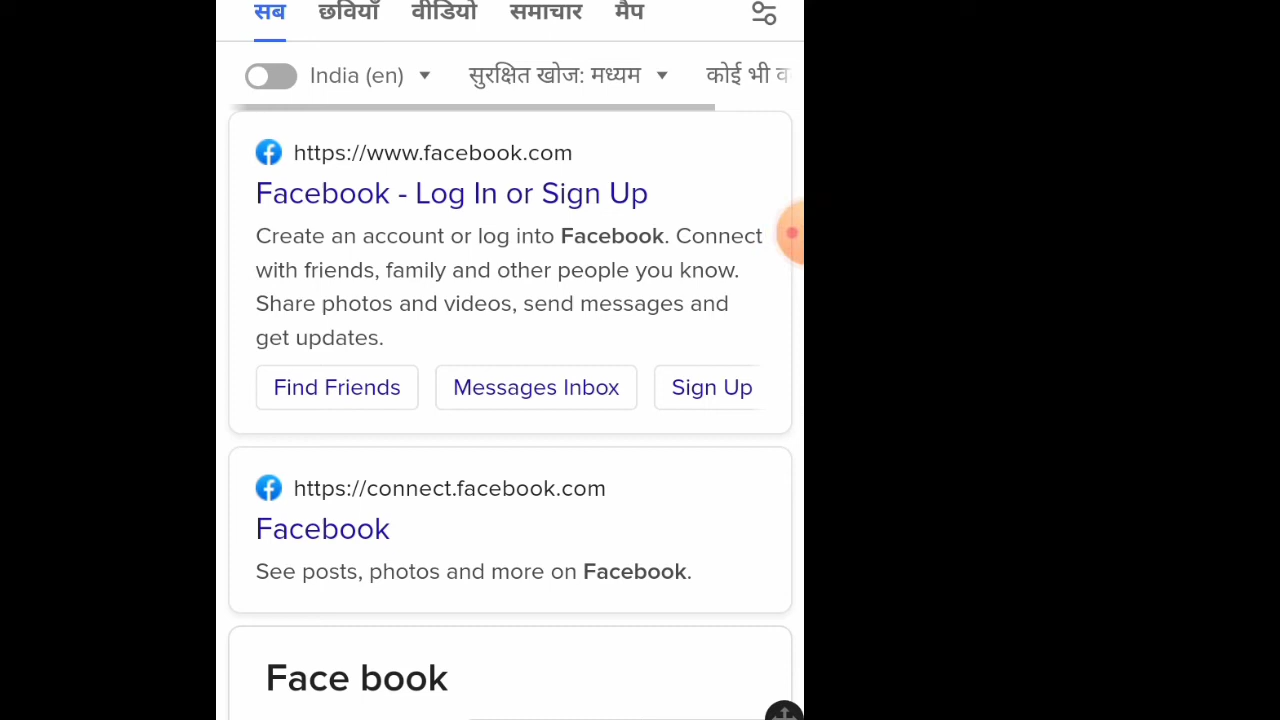 सब छवियाँ वीडियो समाचार मैप
India (en) सुरक्षित खोज: मध्यम कोई भी
https://www.facebook.com
Facebook - Log In or Sign Up
Create an account or log into Facebook. Connect
with friends, family and other people you know.
Share photos and videos, send messages and
get updates.
Find Friends Messages Inbox Sign Up
https://connect.facebook.com
Facebook
See posts, photos and more on Facebook.
Face book